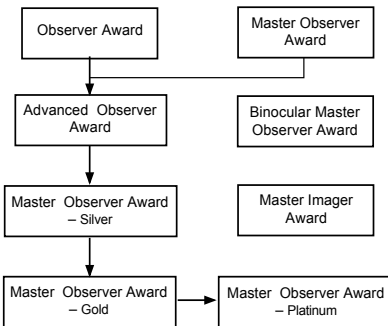 Observer Award
Master Observer
Award
Advanced Observer
Award
Binocular Master
Observer Award
Master Observer Award
– Silver
Master Imager
Award
Master Observer Award
– Gold
Master Observer Award
– Platinum